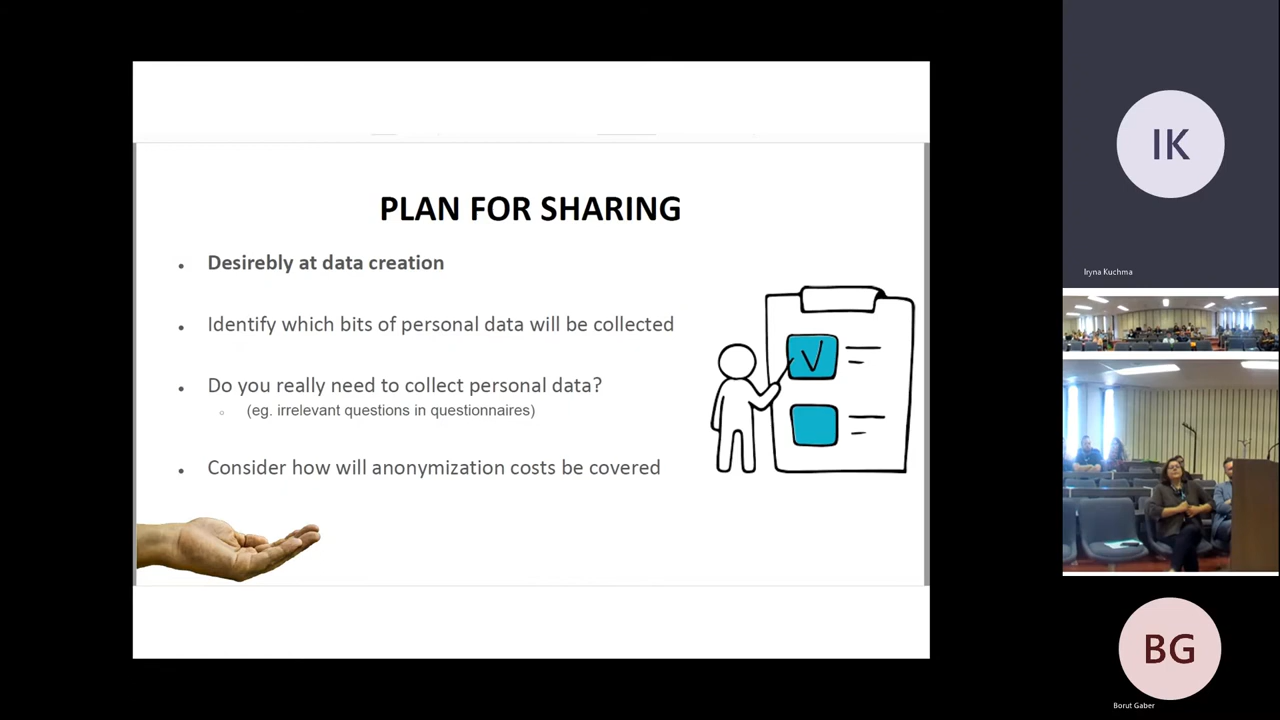 PLAN FOR SHARING
Desirebly at data creation
Identify which bits of personal data will be collected
Do you really need to collect personal data?
(eg. irrelevant questions in questionnaires)
Consider how will anonymization costs be covered
IK
Iryna Kuchma
BG
Borut Gaber